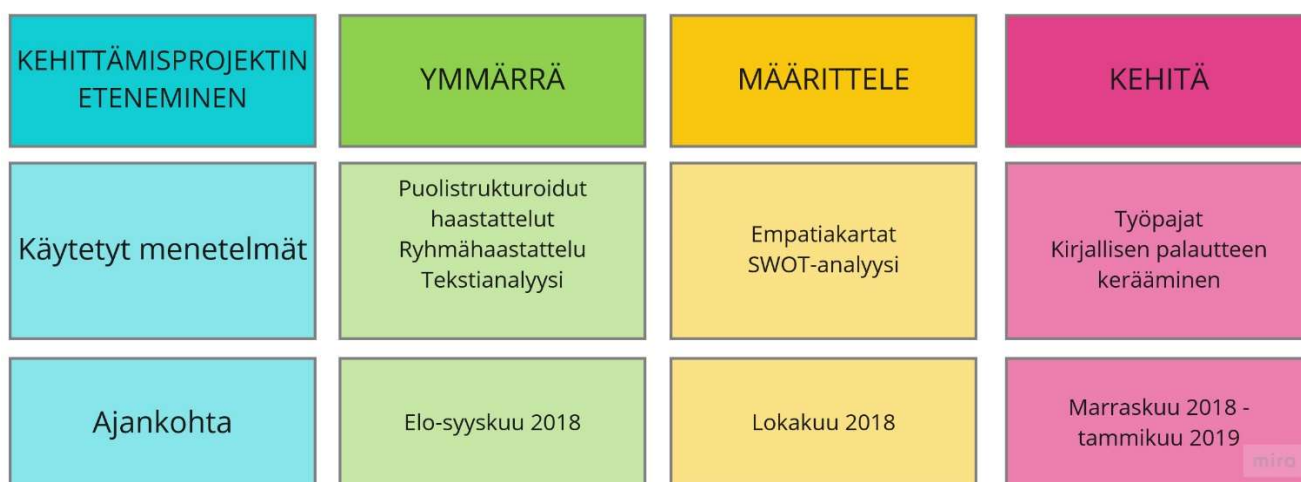 KEHITTÄMISPROJEKTIN
ETENEMINEN
YMMÄRRÄ
MÄÄRITTELE
KEHITÄ
Käytetyt menetelmät
Puolistrukturoidut
haastattelut
Ryhmähaastattelu
Tekstianalyysi
Empatiakartat
SWOT-analyysi
Työpajat
Kirjallisen palautteen
kerääminen
Ajankohta
Elo-syyskuu 2018
Lokakuu 2018
Marraskuu 2018 -
tammikuu 2019
miro